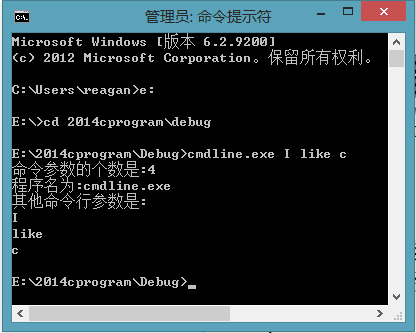 管理员: 命令提示符
Microsoft Windows [版本 6.2.9200]
(c) 2012 Microsoft Corporation。保留所有权利。
C:\Users\reagan>e:
E:\>cd 2014cprogram\debug
E:\2014cprogram\Debug>cmdline.exe I like c
命令参数的个数是:4
程序名为:cmdline.exe
其他命令行参数是:
I
like
c
E:\2014cprogram\Debug>_